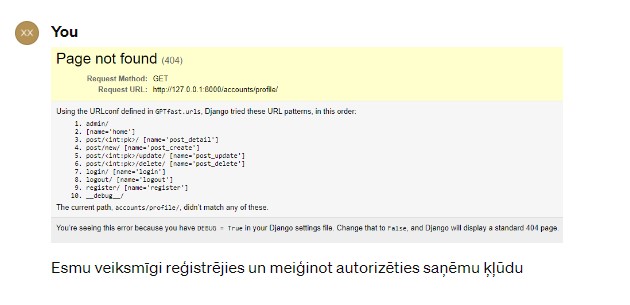 XX
You
Page not found (404)
Request Method: GET
Request URL: http://127.0.0.1:8000/accounts/profile/
Using the URLconf defined in GPTfast.urls, Django tried these URL patterns, in this order:
1. admin/
2. [name='home']
3. post/<int:pk>/ [name='post_detail']
4. post/new/ [name='post_create']
5. post/<int:pk>/update/ [name='post_update']
6. post/<int:pk>/delete/ [name='post_delete']
7. login/ [name='login']
8. logout/ [name='logout']
9. register/ [name='register']
10. __debug__/
The current path, accounts/profile/, didn't match any of these.
You're seeing this error because you have DEBUG = True in your Django settings file. Change that to False, and Django will display a standard 404 page.
Esmu veiksmīgi reģistrējies un meiģinot autorizēties saņēmu ķļūdu